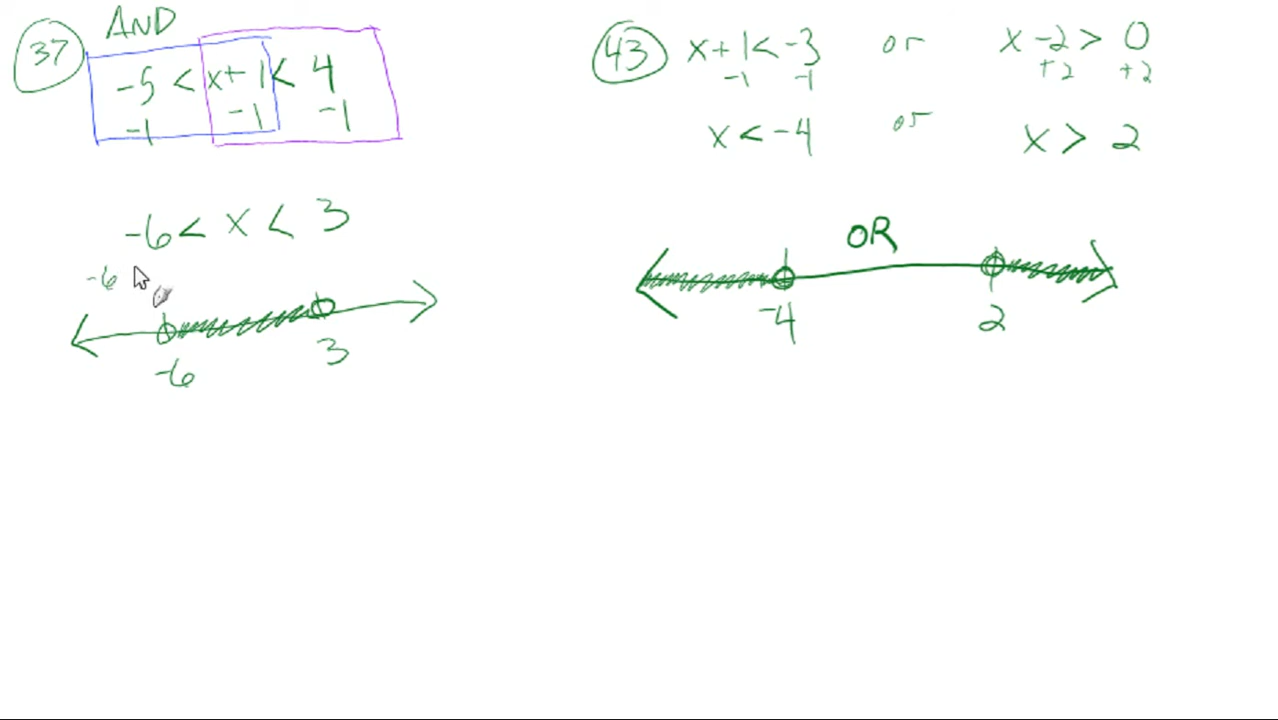 37 AND
-5 < x+1 < 4
-1 -1 -1
-6 < x < 3
-6
-6 3
43 x+1 < -3 or x-2 > 0
-1 -1 +2 +2
x < -4 or x > 2
OR
-4 2